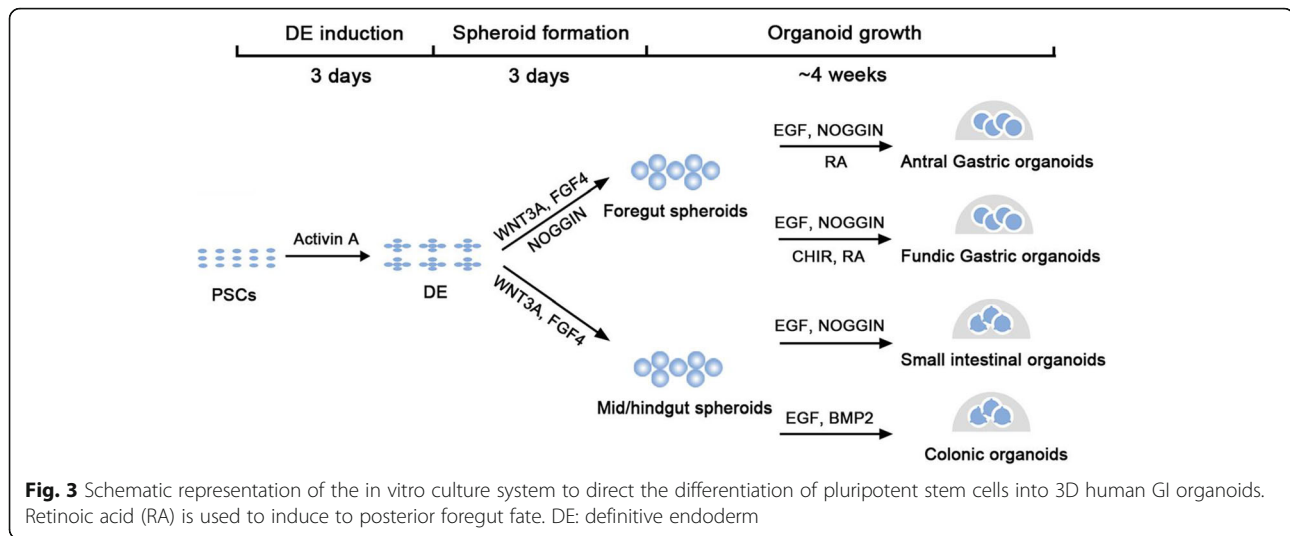 DE induction
Spheroid formation
Organoid growth
3 days
3 days
~4 weeks
EGF, NOGGIN
RA
Antral Gastric organoids
WNT3A, FGF4
NOGGIN
Foregut spheroids
EGF, NOGGIN
CHIR, RA
Fundic Gastric organoids
Activin A
PSCs
DE
WNT3A, FGF4
EGF, NOGGIN
Small intestinal organoids
Mid/hindgut spheroids
EGF, BMP2
Colonic organoids
Fig. 3 Schematic representation of the in vitro culture system to direct the differentiation of pluripotent stem cells into 3D human GI organoids.
Retinoic acid (RA) is used to induce to posterior foregut fate. DE: definitive endoderm